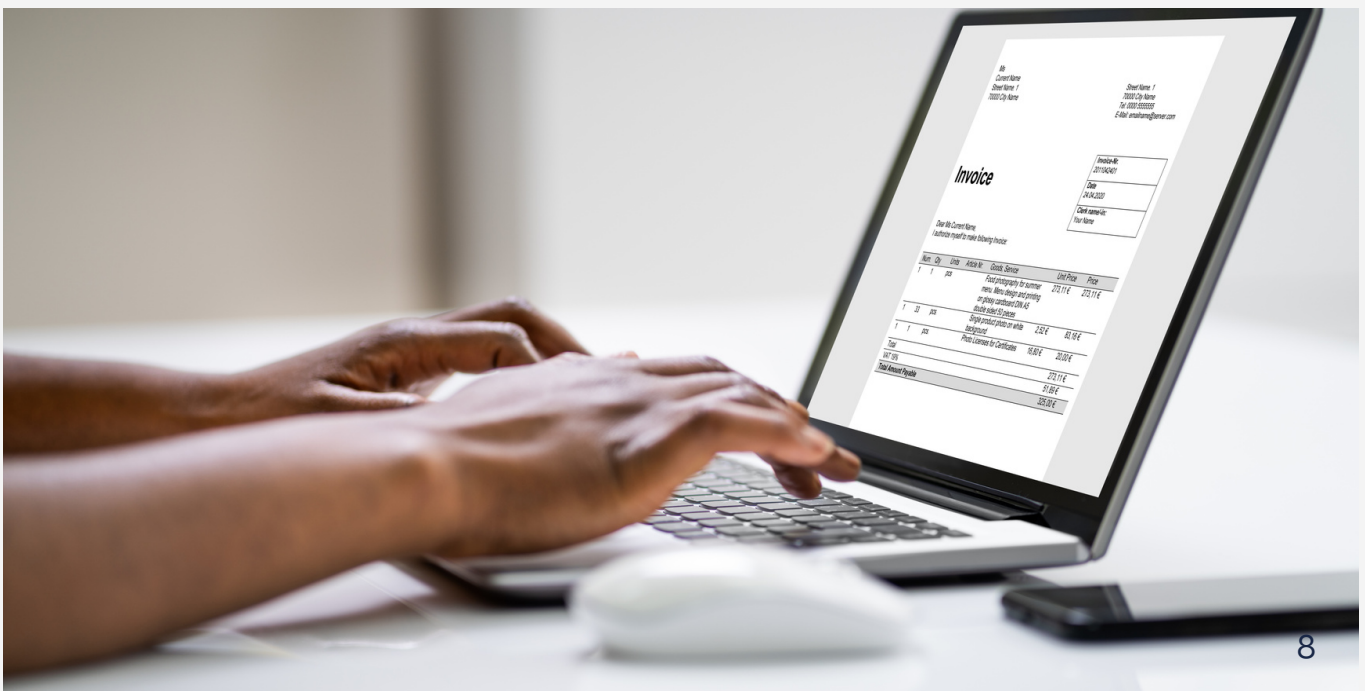 Ms
Current Name
Street Name 1
70000 City Name
Street Name. 1
70000 City Name
Tel: 0000 5555555
E-Mail: emailname@server.com
Invoice
Invoice-Nr.
2011042401
Date
24.04.2020
Clerk name/-in:
Your Name
Dear Ms Current Name,
I authorize myself to make following invoice:
Num Qty Units Article Nr. Goods. Service Unit Price Price
1 1 pcs Food photography for summer 273,11 € 273,11 €
menu. Menu design and printing
on glossy cardboard DIN A5
double sided 50 pieces
1 33 pcs Single product photo on white 2,52 € 83,16 €
background
1 1 pcs Photo Licenses for Certificates 16,80 € 20,00 €
Total 273,11 €
VAT 19% 51,89 €
Total Amount Payable 325,00 €
8